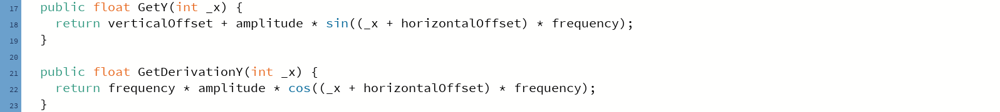 17 public float GetY(int _x) {
18 return verticalOffset + amplitude * sin((_x + horizontalOffset) * frequency);
19 }
20
21 public float GetDerivationY(int _x) {
22 return frequency * amplitude * cos((_x + horizontalOffset) * frequency);
23 }